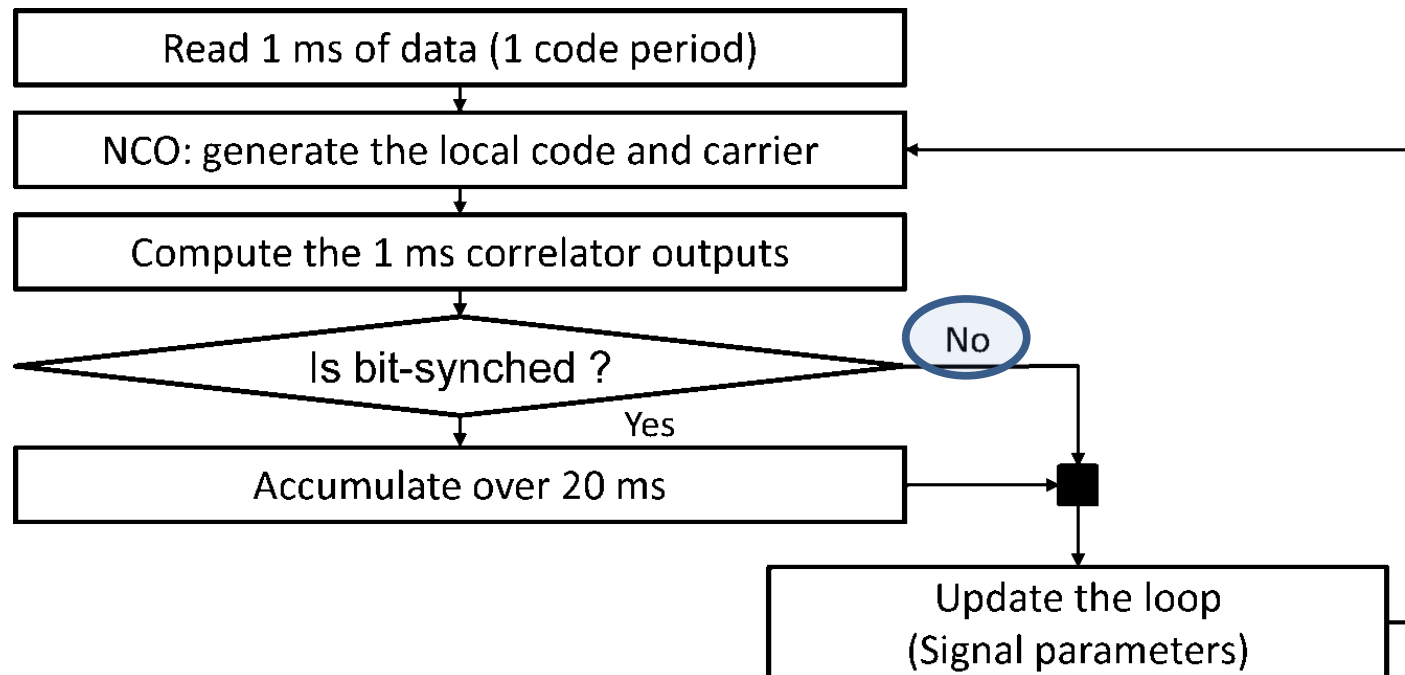 Read 1 ms of data (1 code period)
NCO: generate the local code and carrier
Compute the 1 ms correlator outputs
Is bit-synched ?
No
Yes
Accumulate over 20 ms
Update the loop
(Signal parameters)